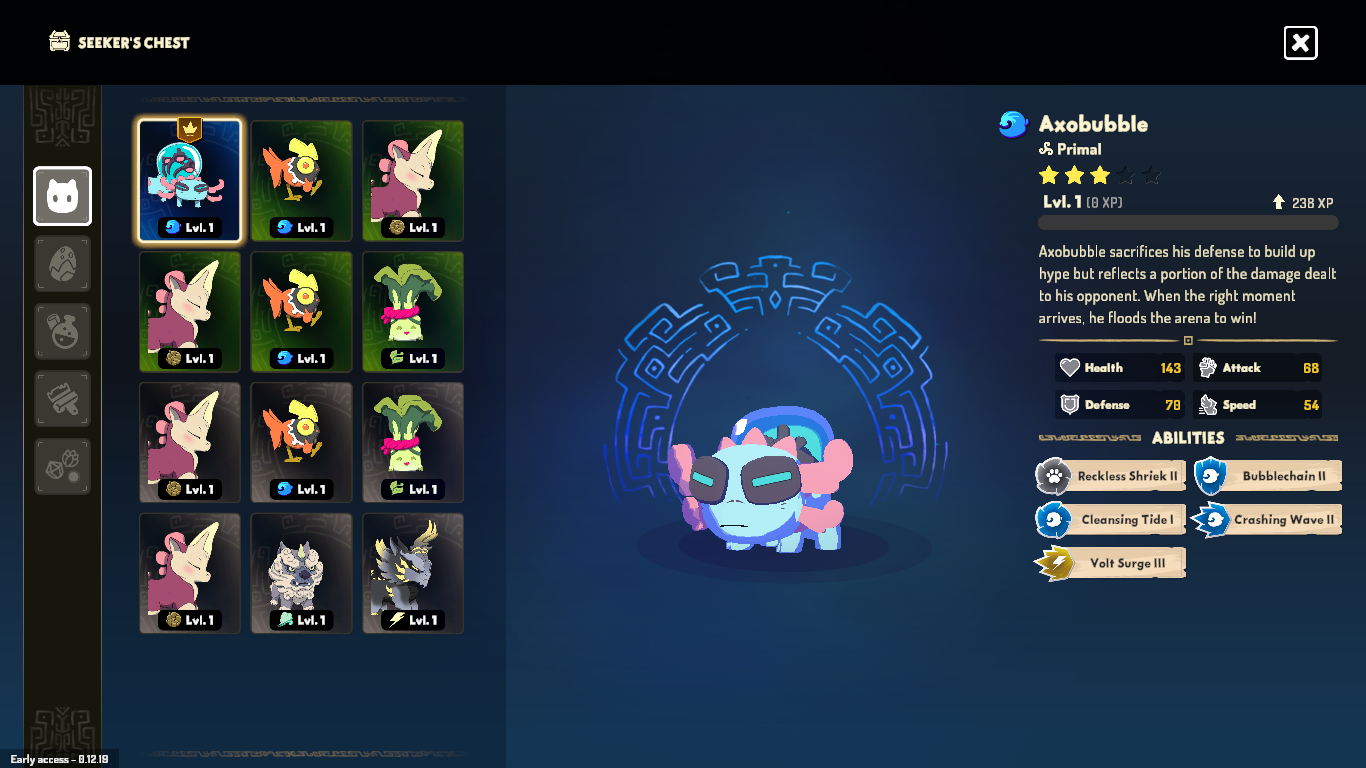 SEEKER'S CHEST
Lvl. 1
Lvl. 1
Lvl. 1
Lvl. 1
Lvl. 1
Lvl. 1
Lvl. 1
Lvl. 1
Lvl. 1
Lvl. 1
Lvl. 1
Lvl. 1
Axobubble
Primal
Lvl. 1 (0 XP)
238 XP
Axobubble sacrifices his defense to build up
hype but reflects a portion of the damage dealt
to his opponent. When the right moment
arrives, he floods the arena to win!
Health 143
Attack 68
Defense 70
Speed 54
ABILITIES
Reckless Shriek II
Bubblechain II
Cleansing Tide I
Crashing Wave II
Volt Surge III
Early access - 0.12.19